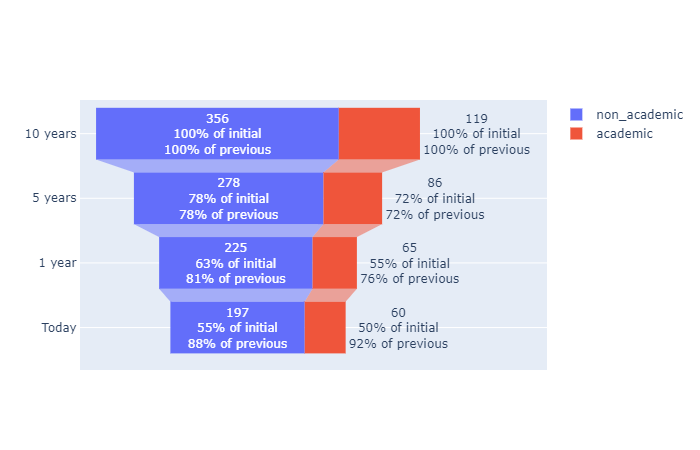 10 years
356
100% of initial
100% of previous
119
100% of initial
100% of previous
5 years
278
78% of initial
78% of previous
86
72% of initial
72% of previous
1 year
225
63% of initial
81% of previous
65
55% of initial
76% of previous
Today
197
55% of initial
88% of previous
60
50% of initial
92% of previous
non_academic
academic